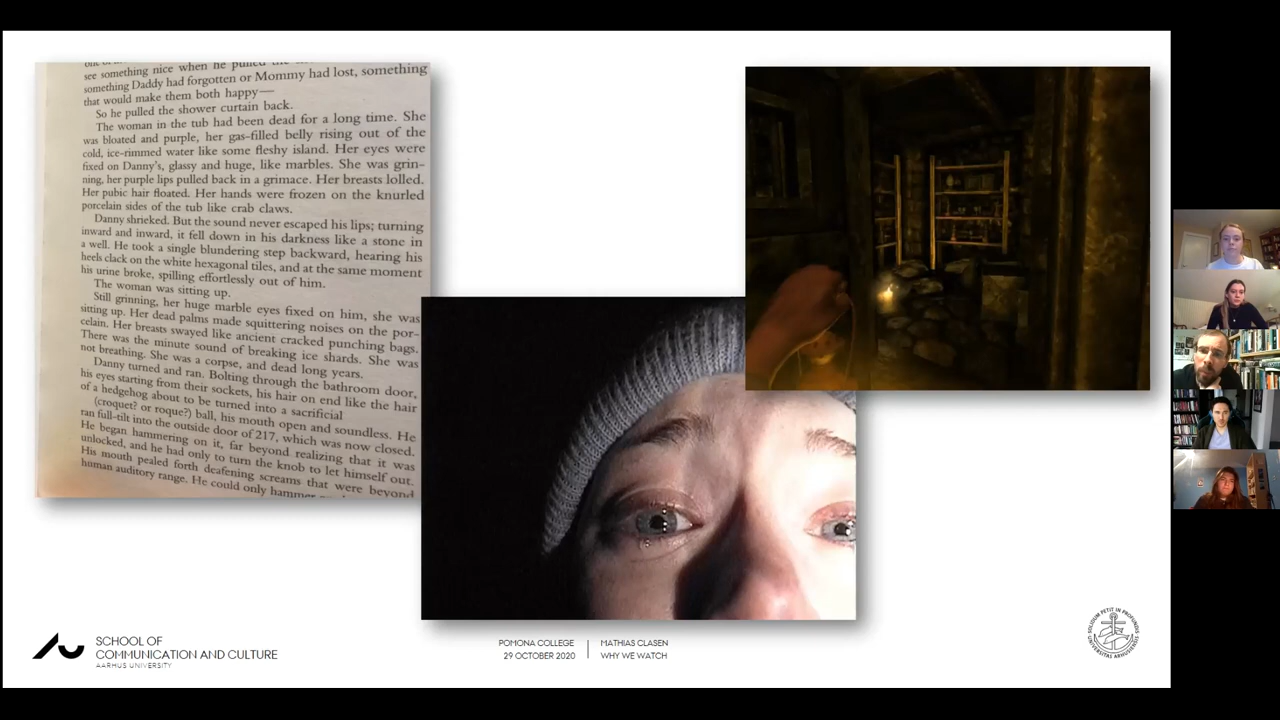 see something nice when he pulled the
something Daddy had forgotten or Mommy had lost, something
that would make them both happy—
So he pulled the shower curtain back.
The woman in the tub had been dead for a long time. She
was bloated and purple, her gas-filled belly rising out of the
cold, ice-rimmed water like some fleshy island. Her eyes were
fixed on Danny's, glassy and huge, like marbles. She was grin-
ning, her purple lips pulled back in a grimace. Her breasts lolled.
Her pubic hair floated. Her hands were frozen on the knurled
porcelain sides of the tub like crab claws.
Danny shrieked. But the sound never escaped his lips; turning
inward and inward, it fell down in his darkness like a stone in
a well. He took a single blundering step backward, hearing his
heels clack on the white hexagonal tiles, and at the same moment
his urine broke, spilling effortlessly out of him.
The woman was sitting up.
Still grinning, her huge marble eyes fixed on him, she was
sitting up. Her dead palms made squittering noises on the por-
celain. Her breasts swayed like ancient cracked punching bags.
There was the minute sound of breaking ice shards. She was
not breathing. She was a corpse, and dead long years.
Danny turned and ran. Bolting through the bathroom door,
his eyes starting from their sockets, his hair on end like the hair
of a hedgehog about to be turned into a sacrificial
(croquet? or roque?) ball, his mouth open and soundless. He
ran full-tilt into the outside door of 217, which was now closed.
He began hammering on it, far beyond realizing that it was
unlocked, and he had only to turn the knob to let himself out.
His mouth pealed forth deafening screams that were beyond
human auditory range. He could only hammer
SCHOOL OF
COMMUNICATION AND CULTURE
AARHUS UNIVERSITY
POMONA COLLEGE
29 OCTOBER 2020
MATHIAS CLASEN
WHY WE WATCH